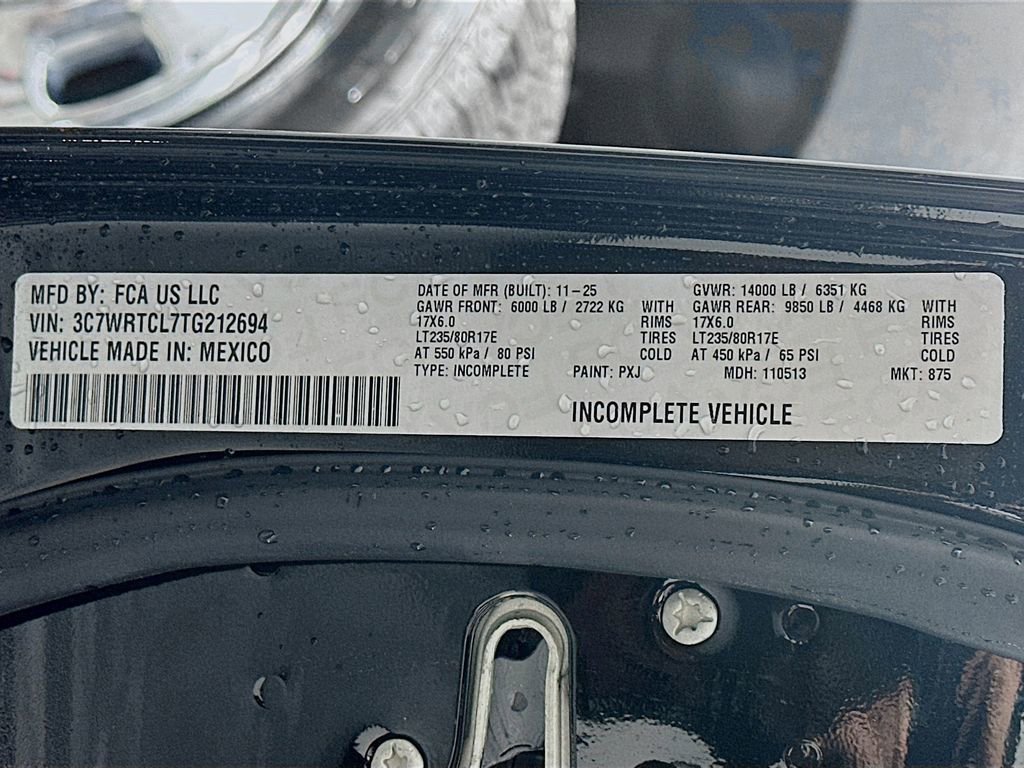 MFD BY: FCA US LLC
VIN: 3C7WRTCL7TG212694
VEHICLE MADE IN: MEXICO
DATE OF MFR (BUILT): 11-25 GVWR: 14000 LB / 6351 KG
GAWR FRONT: 6000 LB / 2722 KG WITH GAWR REAR: 9850 LB / 4468 KG WITH
17X6.0 RIMS 17X6.0 RIMS
LT235/80R17E TIRES LT235/80R17E TIRES
AT 550 kPa / 80 PSI COLD AT 450 kPa / 65 PSI COLD
TYPE: INCOMPLETE PAINT: PXJ MDH: 110513 MKT: 875
INCOMPLETE VEHICLE